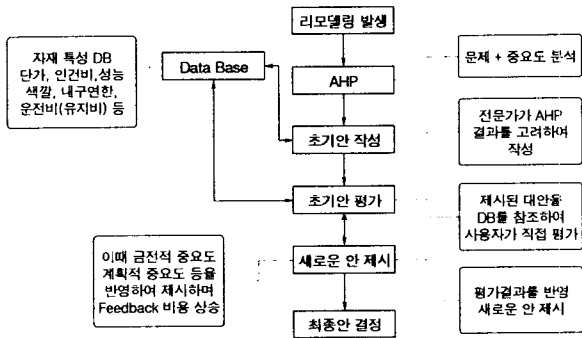 리모델링 발생
자재 특성 DB
단가, 인건비,성능
색깔, 내구연한,
운전비(유지비) 등
Data Base
문제 + 중요도 분석
AHP
전문가가 AHP
결과를 고려하여
작성
초기안 작성
초기안 평가
제시된 대안을
DB를 참조하여
사용자가 직접 평가
이때 금전적 중요도
계획적 중요도 등을
반영하여 제시하며
Feedback 비용 상승
새로운 안 제시
평가결과를 반영
새로운 안 제시
최종안 결정